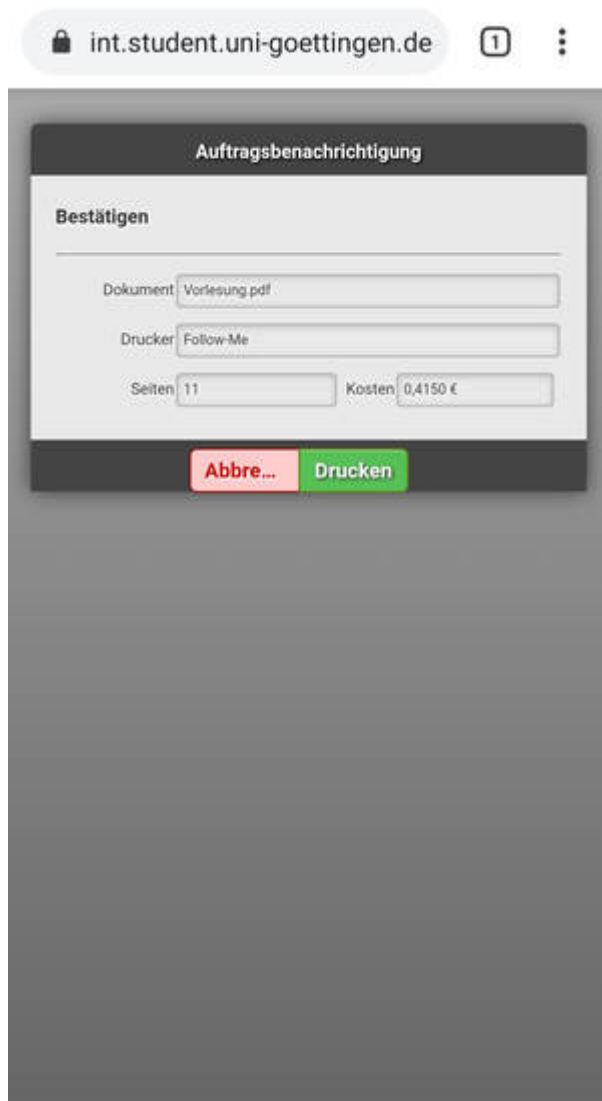 int.student.uni-goettingen.de 1
Auftragsbenachrichtigung
Bestätigen
Dokument Vorlesung.pdf
Drucker Follow-Me
Seiten 11 Kosten 0,4150 €
Abbre... Drucken